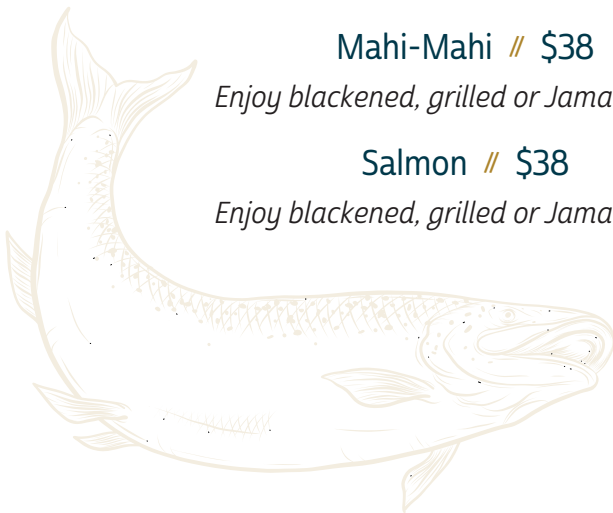 Mahi-Mahi // $38
Enjoy blackened, grilled or Jama
Salmon // $38
Enjoy blackened, grilled or Jama